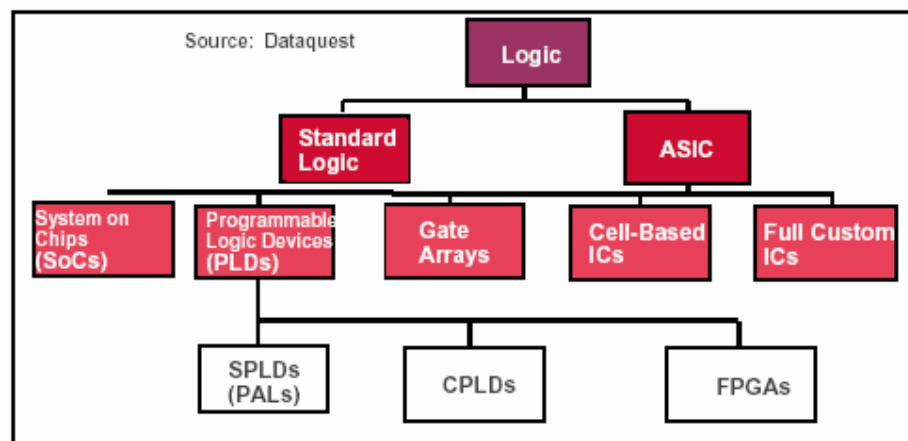 Source: Dataquest
Logic
Standard
Logic
ASIC
System on
Chips
(SoCs)
Programmable
Logic Devices
(PLDs)
Gate
Arrays
Cell-Based
ICs
Full Custom
ICs
SPLDs
(PALs)
CPLDs
FPGAs